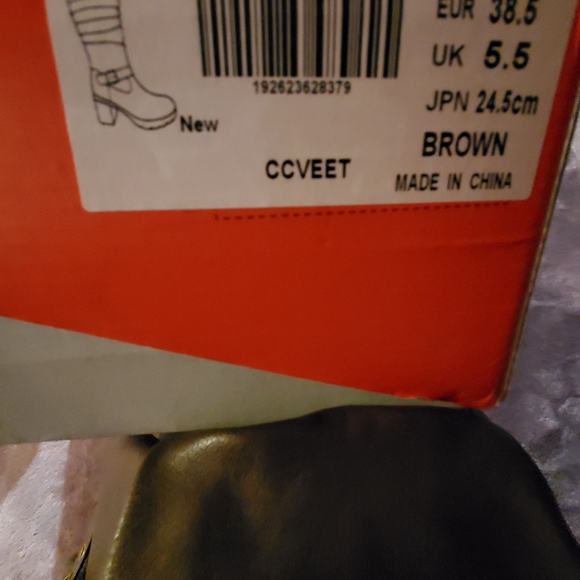 EUR 38.5
UK 5.5
192623628379
JPN 24.5cm
New
BROWN
CCVEET
MADE IN CHINA